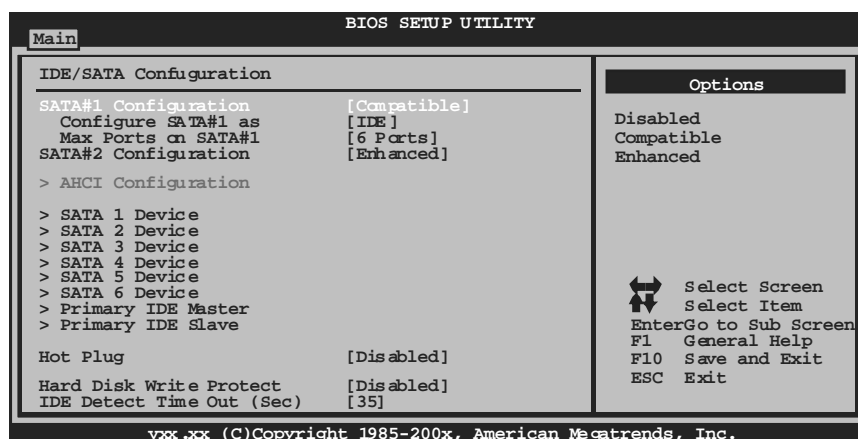 BIOS SETUP UTILITY
Main
IDE/SATA Confuguration
SATA#1 Configuration [Compatible]
Configure SATA#1 as [IDE]
Max Ports on SATA#1 [6 Ports]
SATA#2 Configuration [Enhanced]
> AHCI Configuration
> SATA 1 Device
> SATA 2 Device
> SATA 3 Device
> SATA 4 Device
> SATA 5 Device
> SATA 6 Device
> Primary IDE Master
> Primary IDE Slave
Hot Plug [Disabled]
Hard Disk Write Protect [Disabled]
IDE Detect Time Out (Sec) [35]
Options
Disabled
Compatible
Enhanced
Select Screen
Select Item
EnterGo to Sub Screen
F1 General Help
F10 Save and Exit
ESC Exit
vxx.xx (C)Copyright 1985-200x, American Megatrends, Inc.